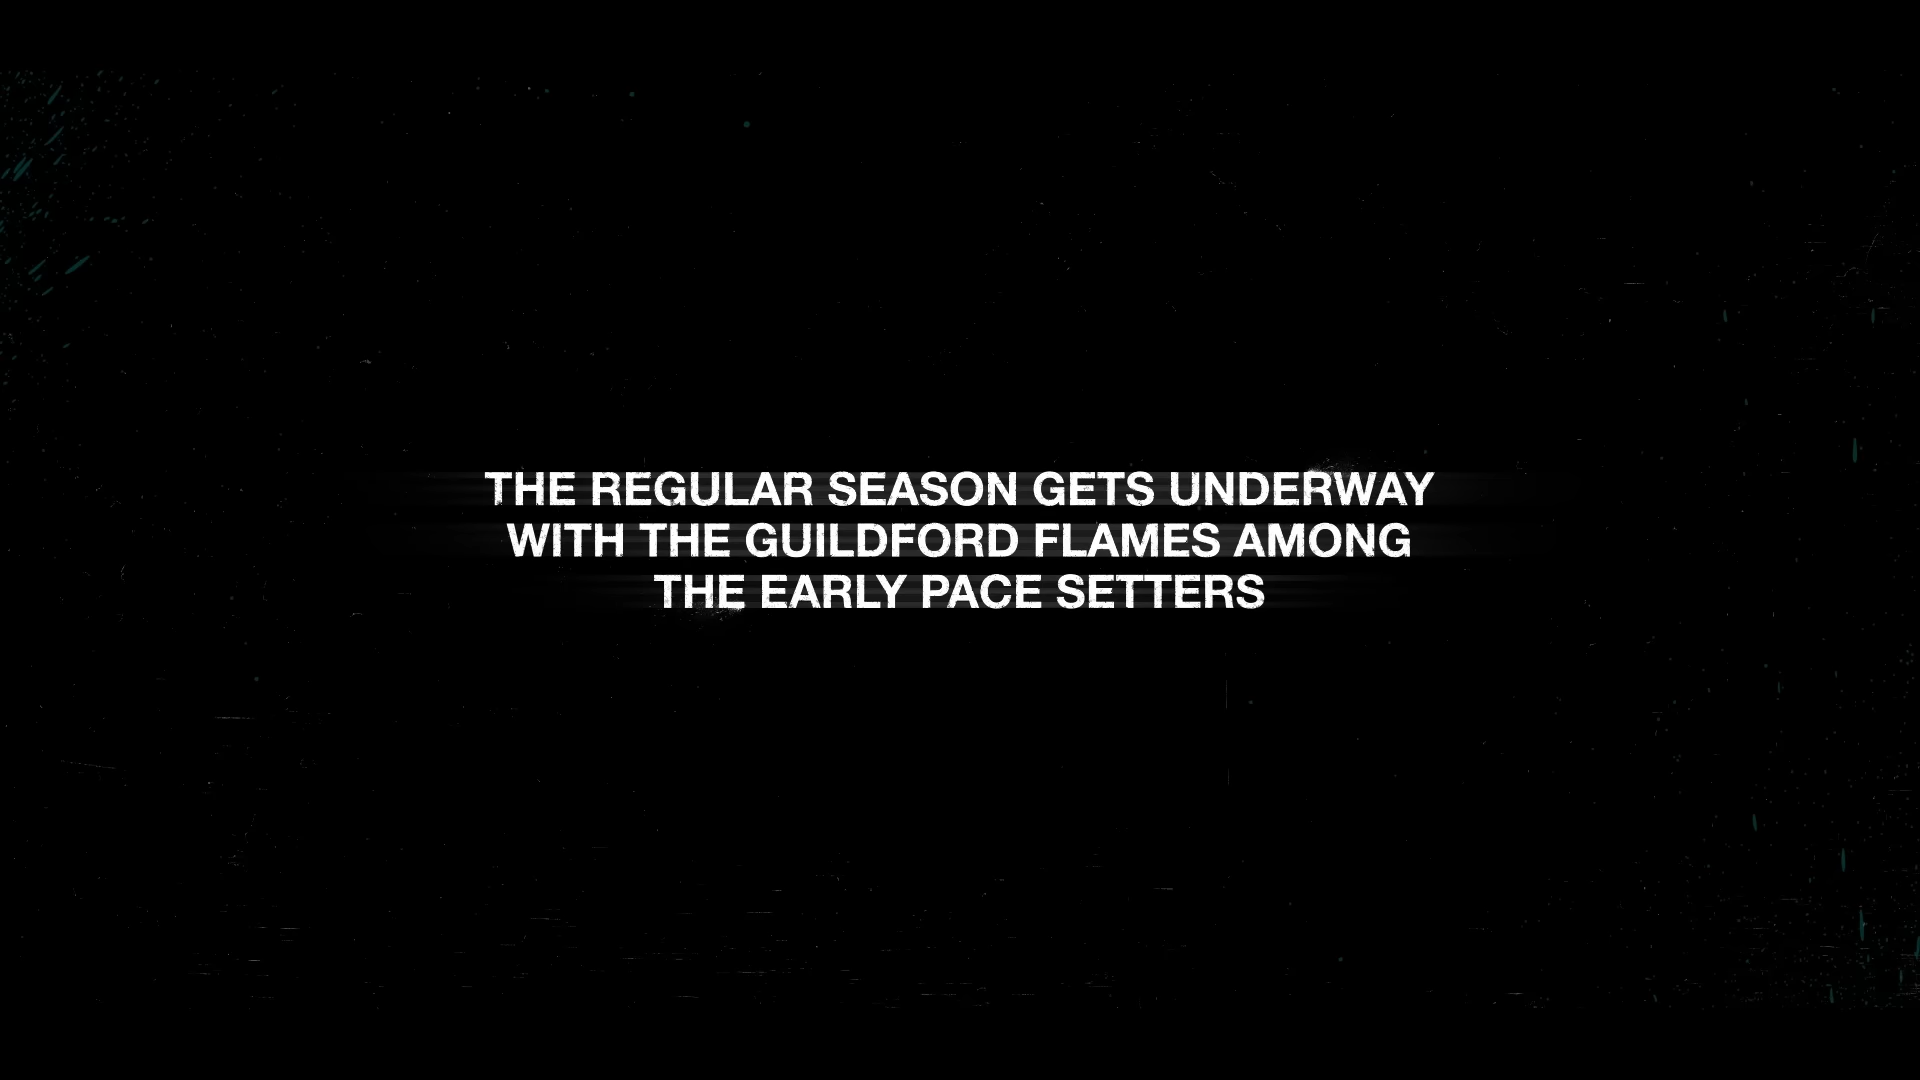 THE REGULAR SEASON GETS UNDERWAY
WITH THE GUILDFORD FLAMES AMONG
THE EARLY PACE SETTERS